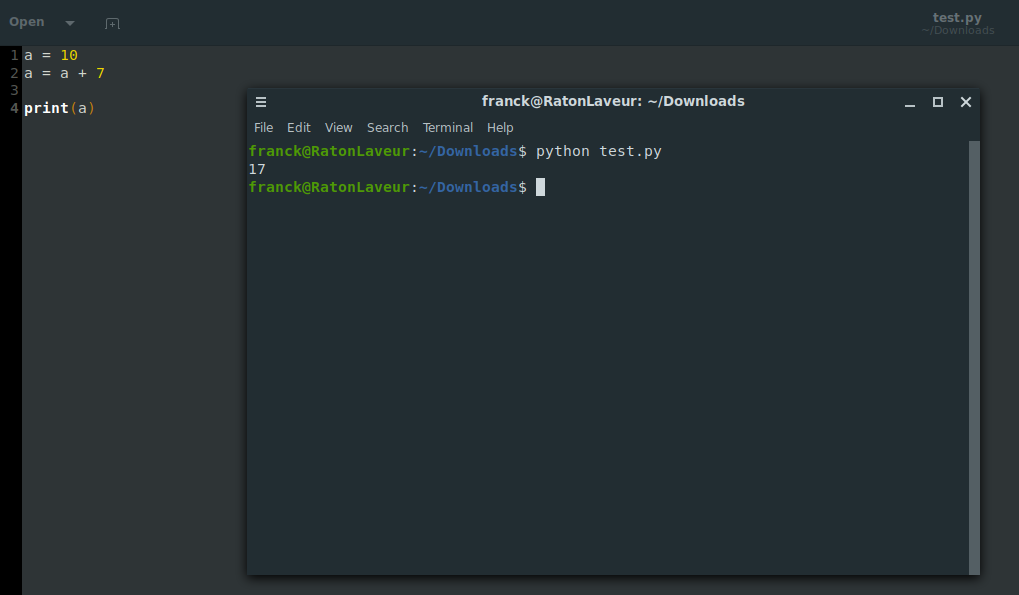 Open
test.py
~/Downloads
1 a = 10
2 a = a + 7
3
4 print(a)
franck@RatonLaveur: ~/Downloads
File Edit View Search Terminal Help
franck@RatonLaveur:~/Downloads$ python test.py
17
franck@RatonLaveur:~/Downloads$